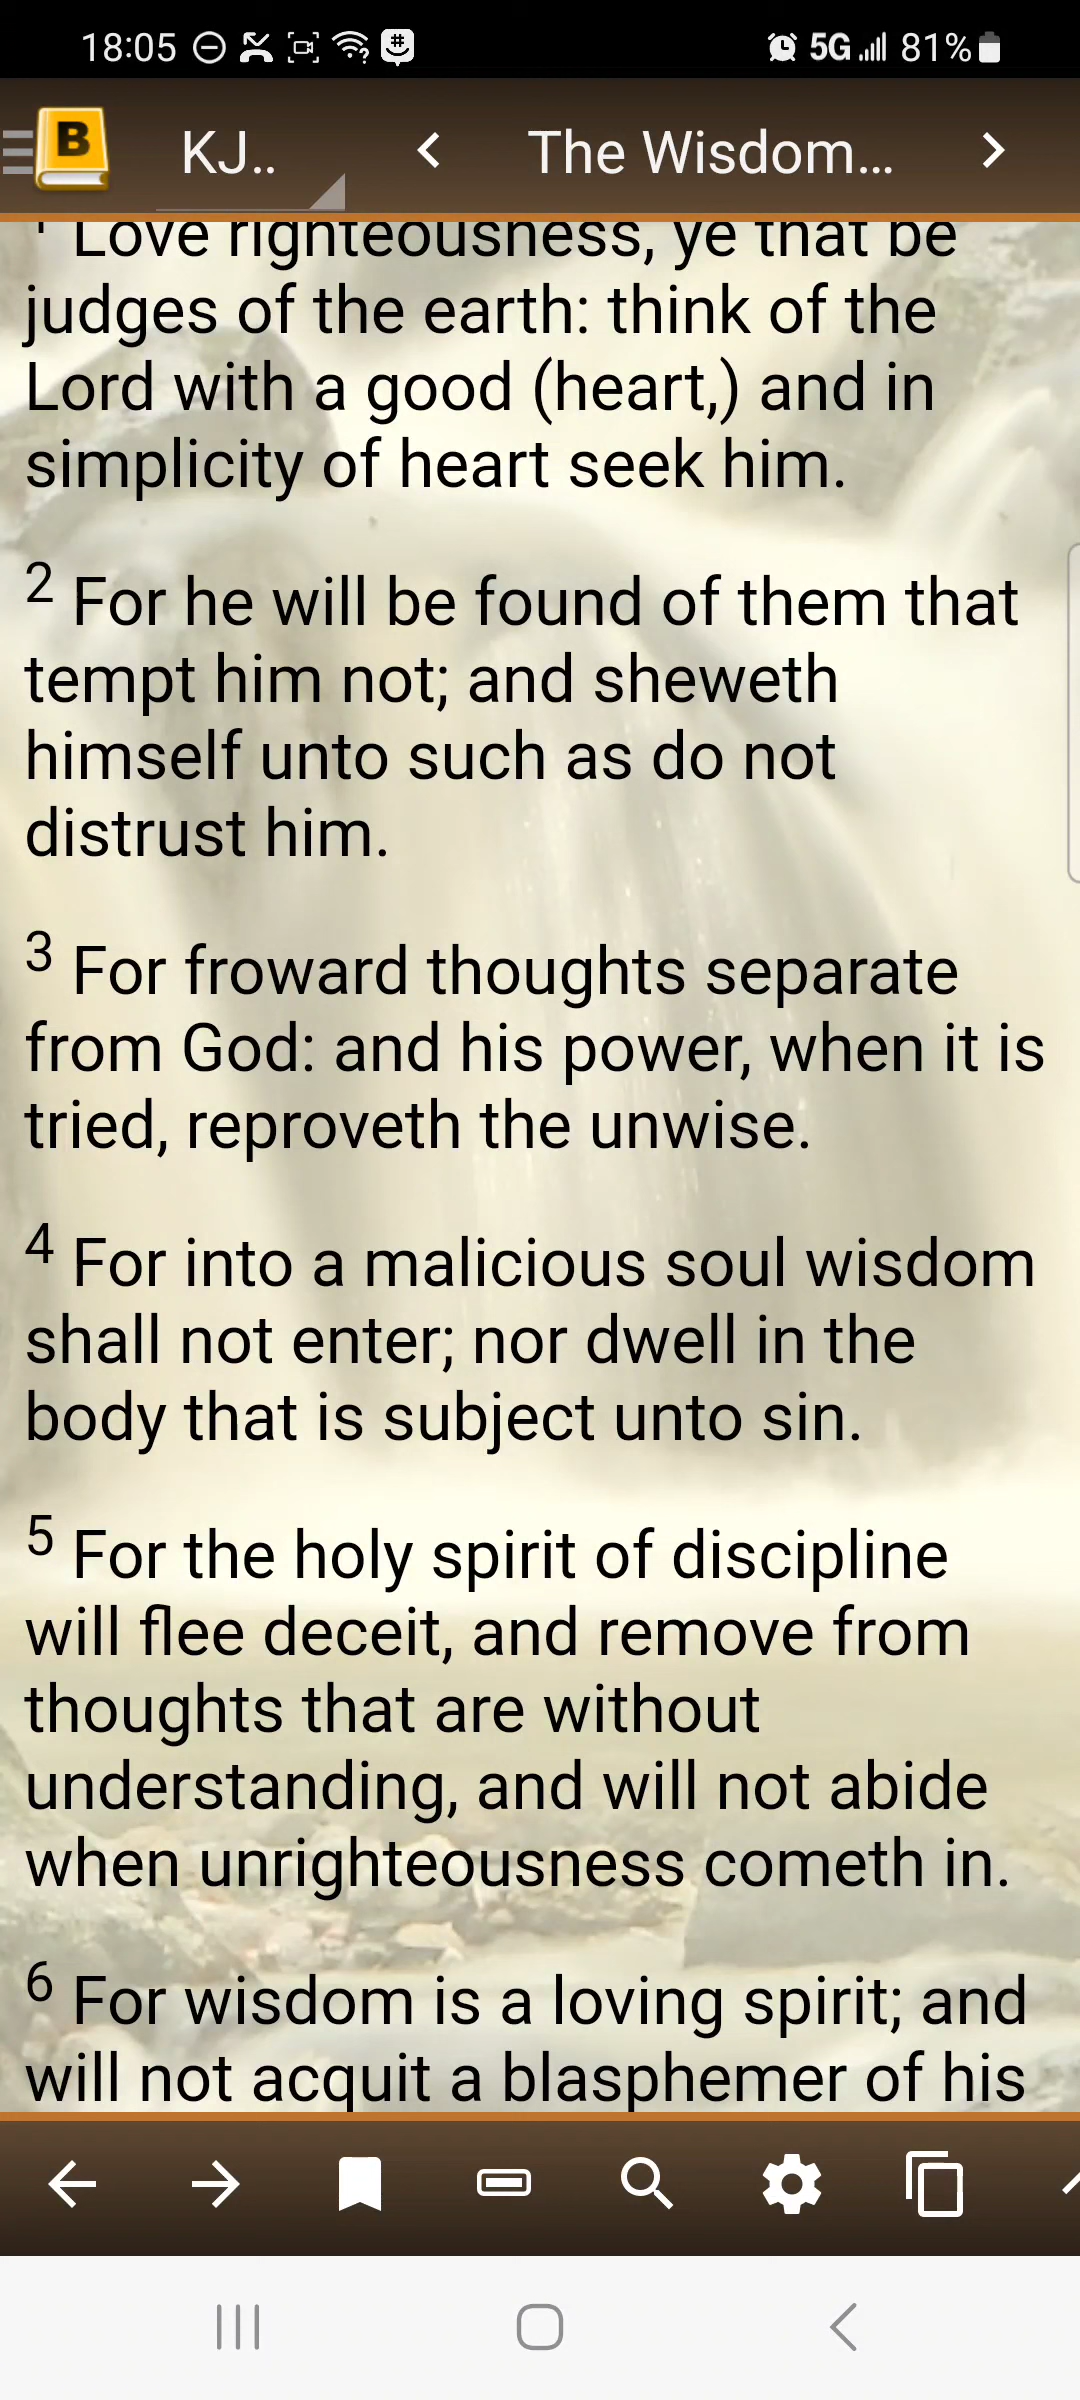 18:05 5G 81%
B KJ.. The Wisdom...
1 Love righteousness, ye that be
judges of the earth: think of the
Lord with a good (heart,) and in
simplicity of heart seek him.
2 For he will be found of them that
tempt him not; and sheweth
himself unto such as do not
distrust him.
3 For froward thoughts separate
from God: and his power, when it is
tried, reproveth the unwise.
4 For into a malicious soul wisdom
shall not enter; nor dwell in the
body that is subject unto sin.
5 For the holy spirit of discipline
will flee deceit, and remove from
thoughts that are without
understanding, and will not abide
when unrighteousness cometh in.
6 For wisdom is a loving spirit; and
will not acquit a blasphemer of his